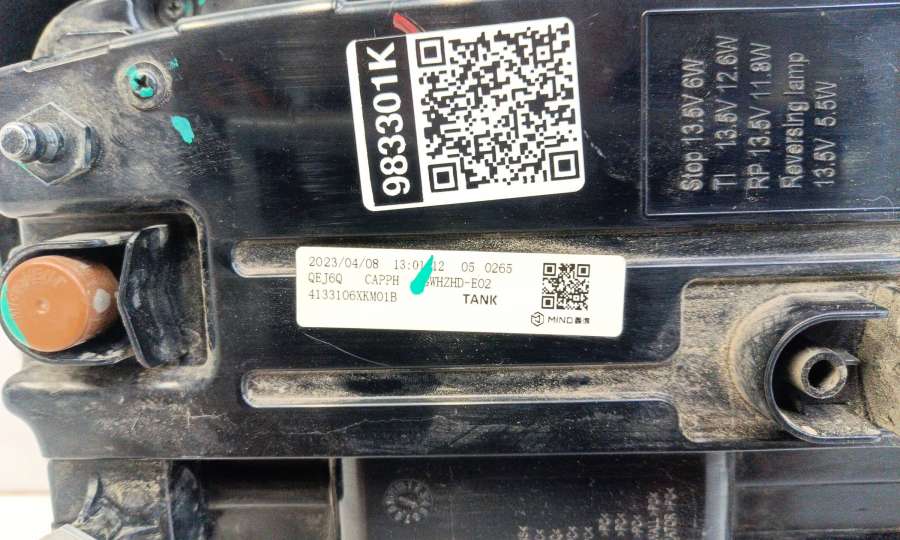 983301K
Stop 13.5V 6W
TI 13.5V 12.6W
RP 13.5V 11.8W
Reversing lamp
13.5V 5.5W
2023/04/08 13:01 12 05 0265
QEJ6Q CAPPH WHZHD-E02
4133106XKM01B TANK
MIND